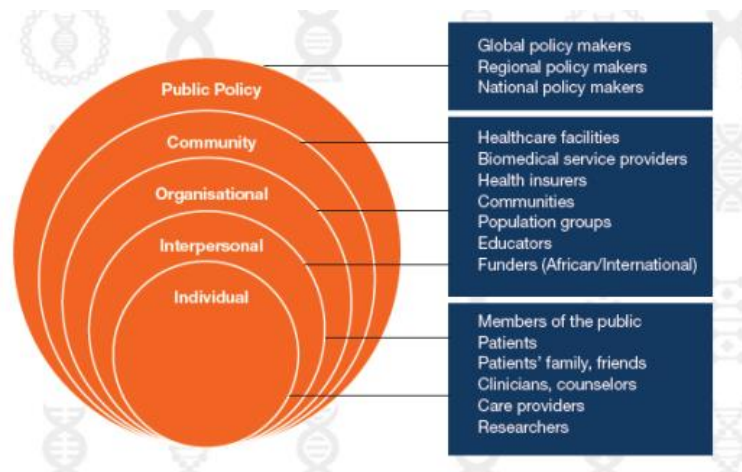 Public Policy
Community
Organisational
Interpersonal
Individual
Global policy makers
Regional policy makers
National policy makers
Healthcare facilities
Biomedical service providers
Health insurers
Communities
Population groups
Educators
Funders (African/International)
Members of the public
Patients
Patients' family, friends
Clinicians, counselors
Care providers
Researchers